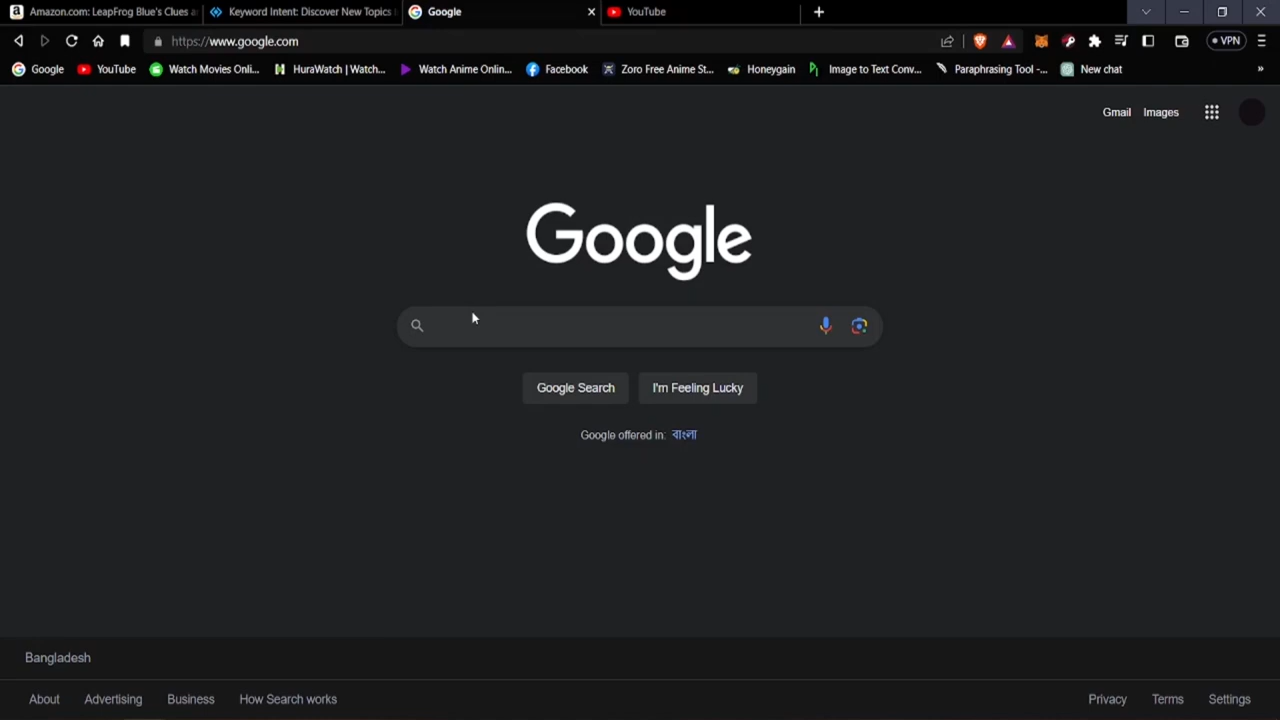 Amazon.com: LeapFrog Blue's Clues a
Keyword Intent: Discover New Topics
Google
YouTube
https://www.google.com
VPN
Google
YouTube
Watch Movies Onli...
HuraWatch | Watch...
Watch Anime Onlin...
Facebook
Zoro Free Anime St...
Honeygain
Image to Text Conv...
Paraphrasing Tool -...
New chat
Gmail Images
Google
Google Search
I'm Feeling Lucky
Google offered in: বাংলা
Bangladesh
About Advertising Business How Search works
Privacy Terms Settings